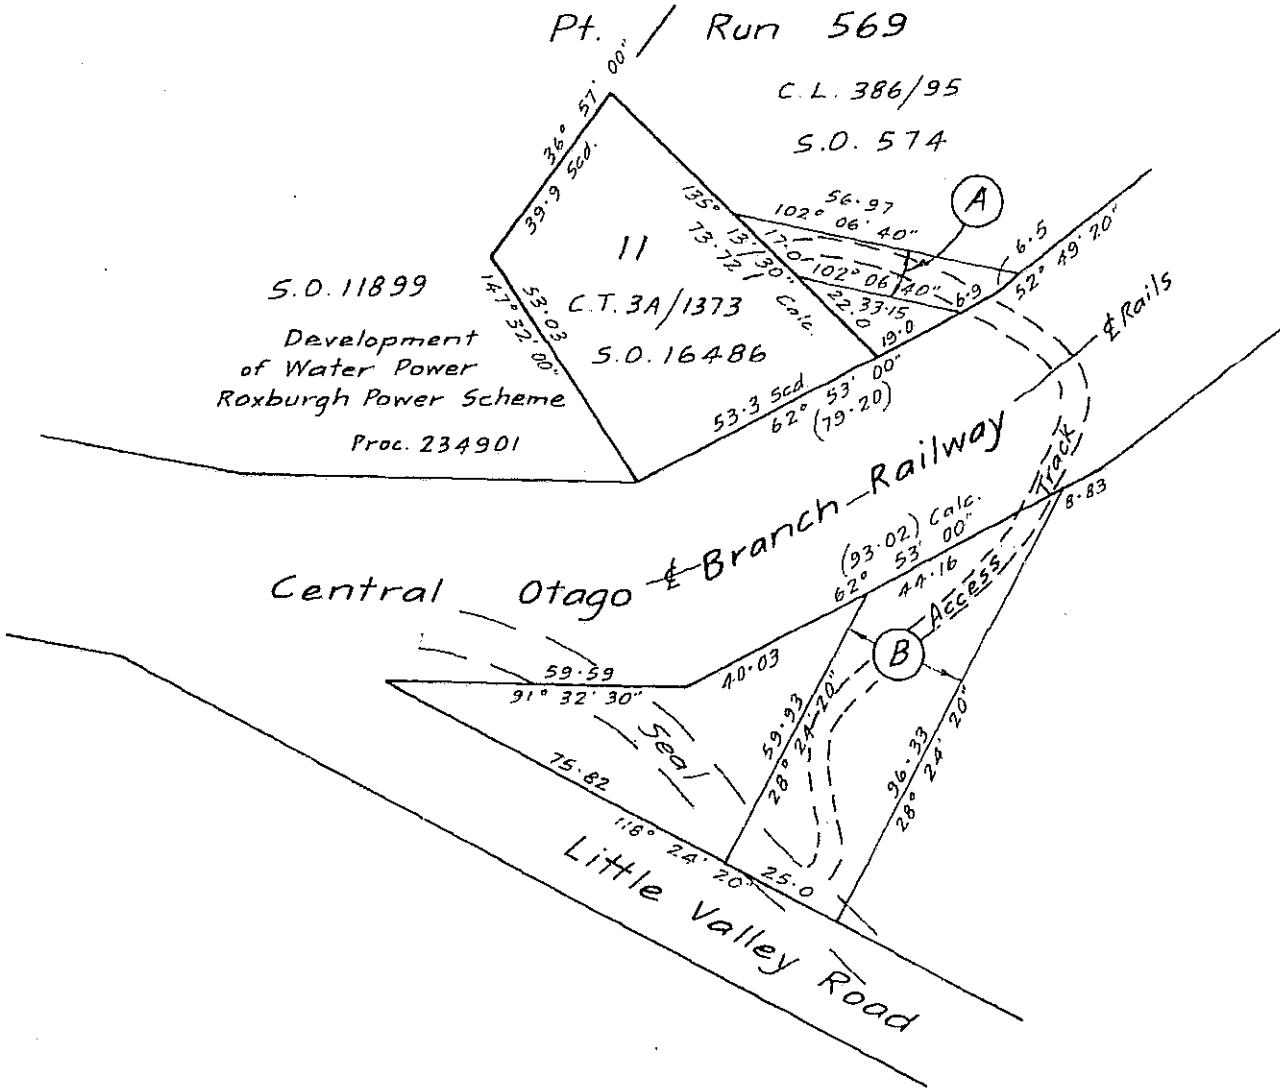 Pt. / Run 569
C.L. 386/95
S.O. 574
36° 57' 00"
39.9 Scd.
11
C.T. 3A/1373
S.O. 16486
135° 13' 30"
73.72 Calc.
17.0
22.0
56.97
102° 06' 40"
A
102° 06' 40"
33.15
6.5
6.9
19.0
52° 49' 20"
℄ Rails
S.O. 11899
Development
of Water Power
Roxburgh Power Scheme
Proc. 234901
53.03
147° 32' 00"
53.3 Scd
62° 53' 00"
(79.20)
Central Otago ℄ Branch Railway
(93.02) Calc.
62° 53' 00"
44.16
8.83
Access Track
B
40.03
59.59
91° 32' 30"
Seal
59.93
28° 24' 20"
96.33
28° 24' 20"
75.82
118° 24' 20"
25.0
Little Valley Road